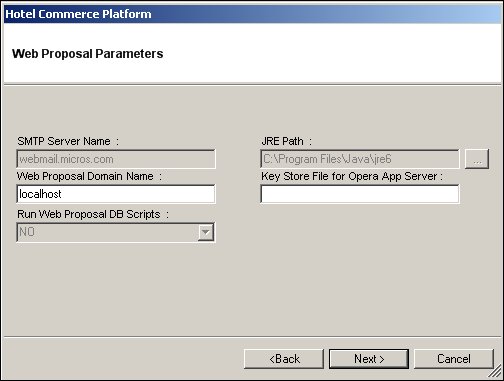 Hotel Commerce Platform
Web Proposal Parameters
SMTP Server Name :
JRE Path :
webmail.micros.com
C:\Program Files\Java\jre6
...
Web Proposal Domain Name :
Key Store File for Opera App Server :
localhost
Run Web Proposal DB Scripts :
NO
<Back
Next >
Cancel